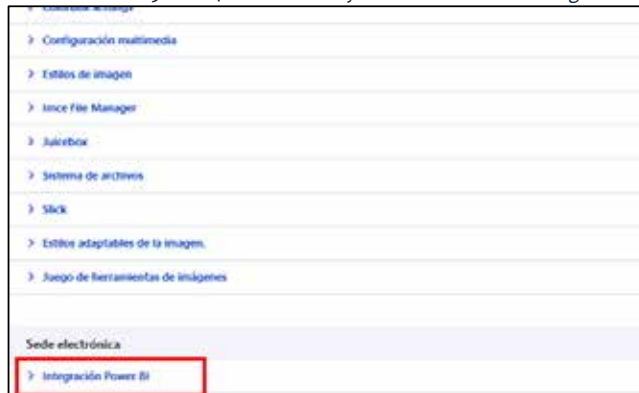 Configuración multimedia
Estilos de imagen
Imce File Manager
Juicebox
Sistema de archivos
Slick
Estilos adaptables de la imagen.
Juego de herramientas de imágenes
Sede electrónica
Integración Power BI